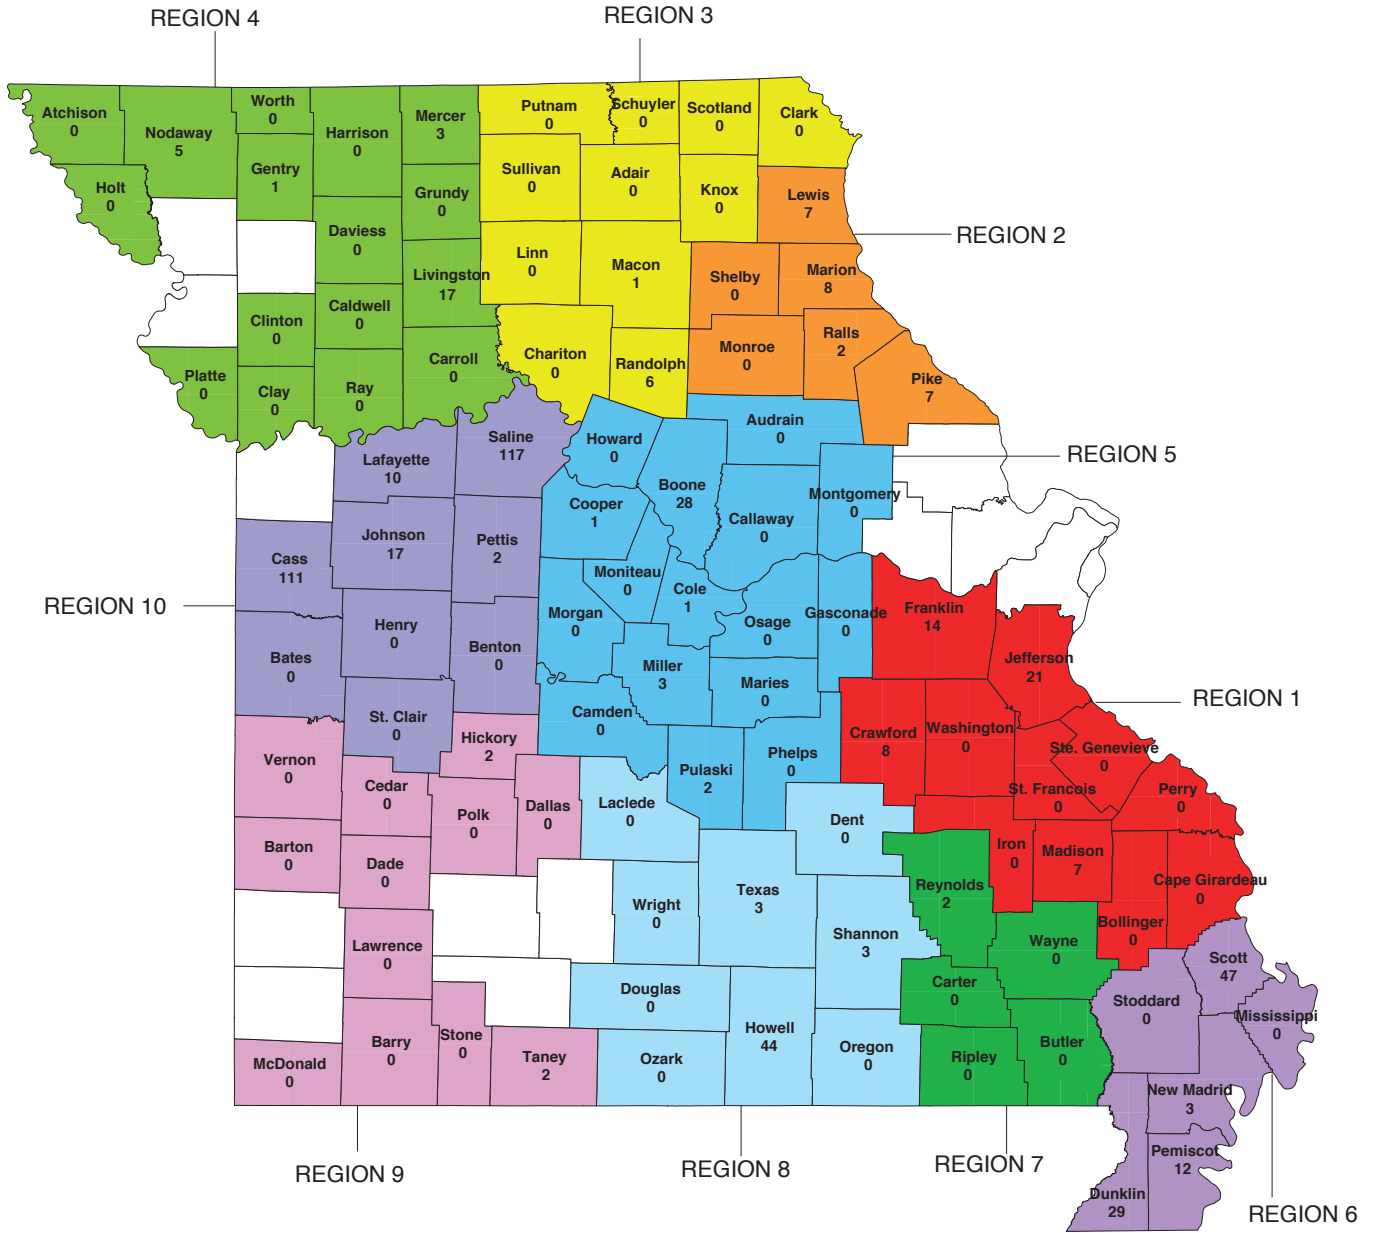 REGION 4
REGION 3
Atchison
0
Nodaway
5
Worth
0
Harrison
0
Mercer
3
Putnam
0
Schuyler
0
Scotland
0
Clark
0
Holt
0
Gentry
1
Grundy
0
Sullivan
0
Adair
0
Knox
0
Lewis
7
REGION 2
Daviess
0
Livingston
17
Linn
0
Macon
1
Shelby
0
Marion
8
Clinton
0
Caldwell
0
Carroll
0
Chariton
0
Randolph
6
Monroe
0
Ralls
2
Pike
7
Platte
0
Clay
0
Ray
0
Saline
117
Lafayette
10
Howard
0
Audrain
0
REGION 5
Boone
28
Montgomery
0
Cooper
1
Callaway
0
Johnson
17
Pettis
2
Cass
111
Moniteau
0
Cole
1
REGION 10
Morgan
0
Osage
0
Gasconade
0
Franklin
14
Henry
0
Benton
0
Bates
0
Miller
3
Maries
0
Jefferson
21
REGION 1
St. Clair
0
Camden
0
Crawford
8
Washington
0
Ste. Genevieve
0
Hickory
2
Vernon
0
Phelps
0
Pulaski
2
St. Francois
0
Perry
0
Cedar
0
Polk
0
Dallas
0
Laclede
0
Dent
0
Barton
0
Dade
0
Iron
0
Madison
7
Cape Girardeau
0
Reynolds
2
Texas
3
Wright
0
Bollinger
0
Shannon
3
Wayne
0
Lawrence
0
Scott
47
Douglas
0
Carter
0
Stoddard
0
Mississippi
0
Barry
0
Stone
0
Howell
44
Oregon
0
Butler
0
McDonald
0
Taney
2
Ozark
0
Ripley
0
New Madrid
3
Pemiscot
12
Dunklin
29
REGION 9
REGION 8
REGION 7
REGION 6